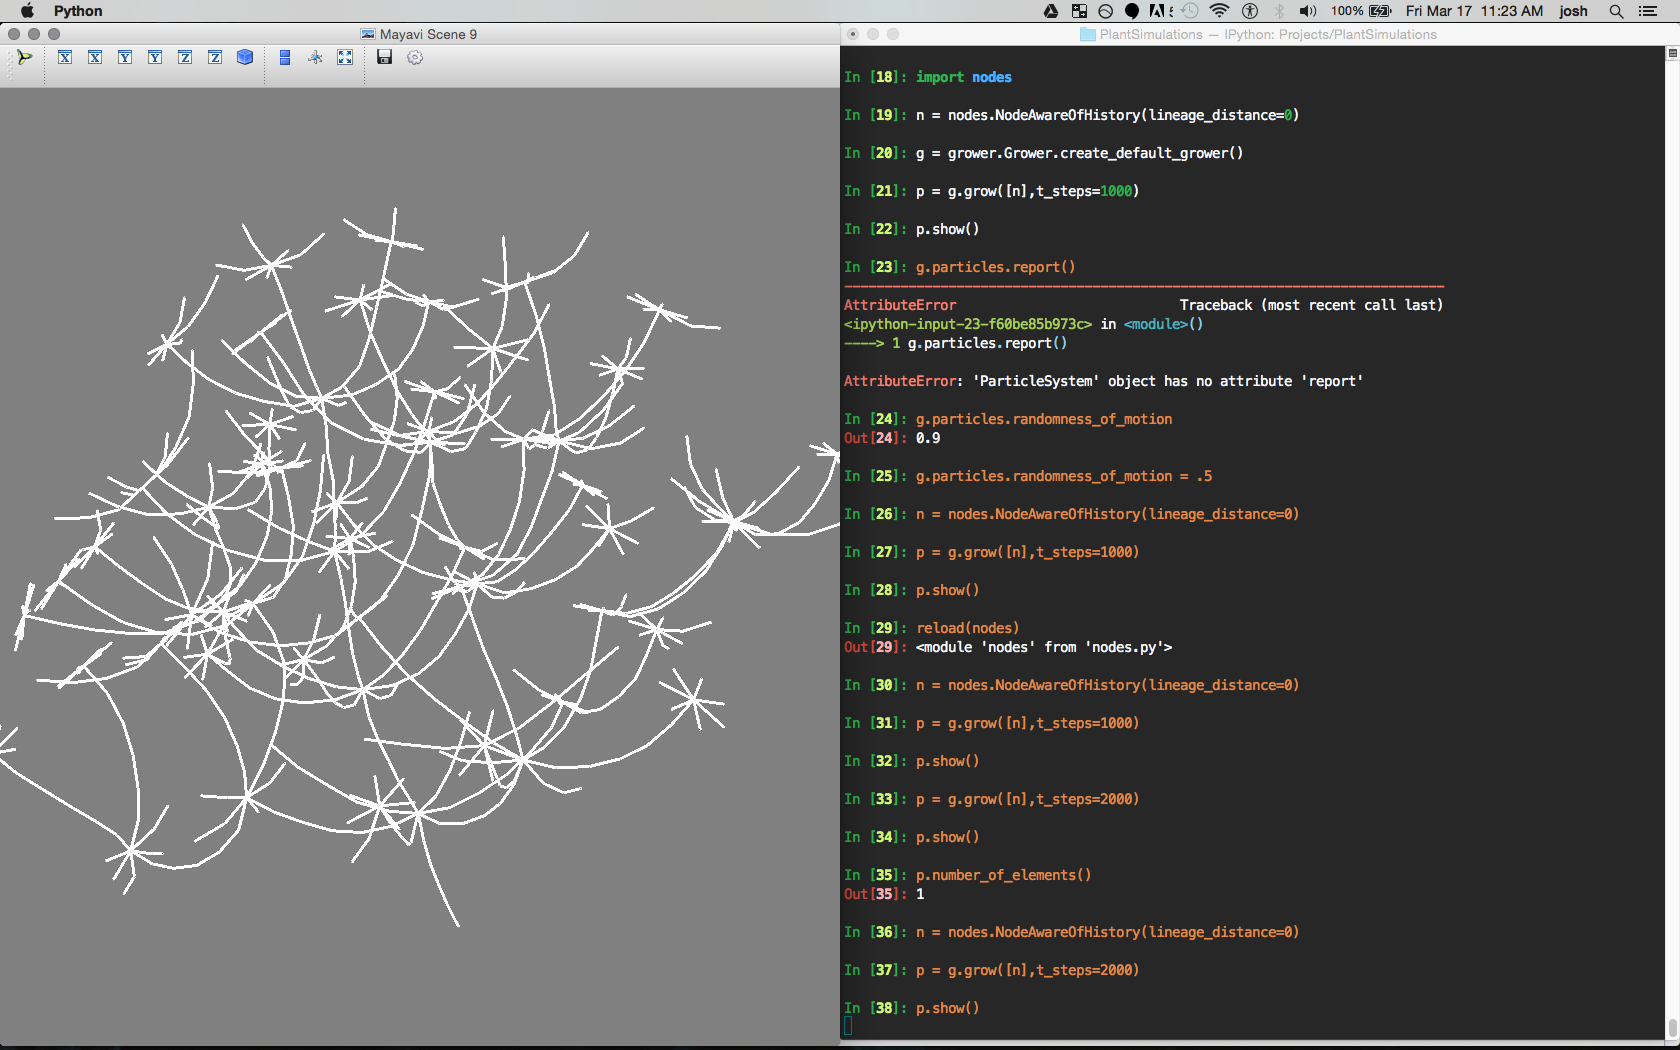 Python
5
100%
Fri Mar 17 11:23 AM josh
Mayavi Scene 9
X X Y Y Z Z
PlantSimulations — IPython: Projects/PlantSimulations
In [18]: import nodes
In [19]: n = nodes.NodeAwareOfHistory(lineage_distance=0)
In [20]: g = grower.Grower.create_default_grower()
In [21]: p = g.grow([n],t_steps=1000)
In [22]: p.show()
In [23]: g.particles.report()
---------------------------------------------------------------------------
AttributeError                            Traceback (most recent call last)
<ipython-input-23-f60be85b973c> in <module>()
----> 1 g.particles.report()
AttributeError: 'ParticleSystem' object has no attribute 'report'
In [24]: g.particles.randomness_of_motion
Out[24]: 0.9
In [25]: g.particles.randomness_of_motion = .5
In [26]: n = nodes.NodeAwareOfHistory(lineage_distance=0)
In [27]: p = g.grow([n],t_steps=1000)
In [28]: p.show()
In [29]: reload(nodes)
Out[29]: <module 'nodes' from 'nodes.py'>
In [30]: n = nodes.NodeAwareOfHistory(lineage_distance=0)
In [31]: p = g.grow([n],t_steps=1000)
In [32]: p.show()
In [33]: p = g.grow([n],t_steps=2000)
In [34]: p.show()
In [35]: p.number_of_elements()
Out[35]: 1
In [36]: n = nodes.NodeAwareOfHistory(lineage_distance=0)
In [37]: p = g.grow([n],t_steps=2000)
In [38]: p.show()